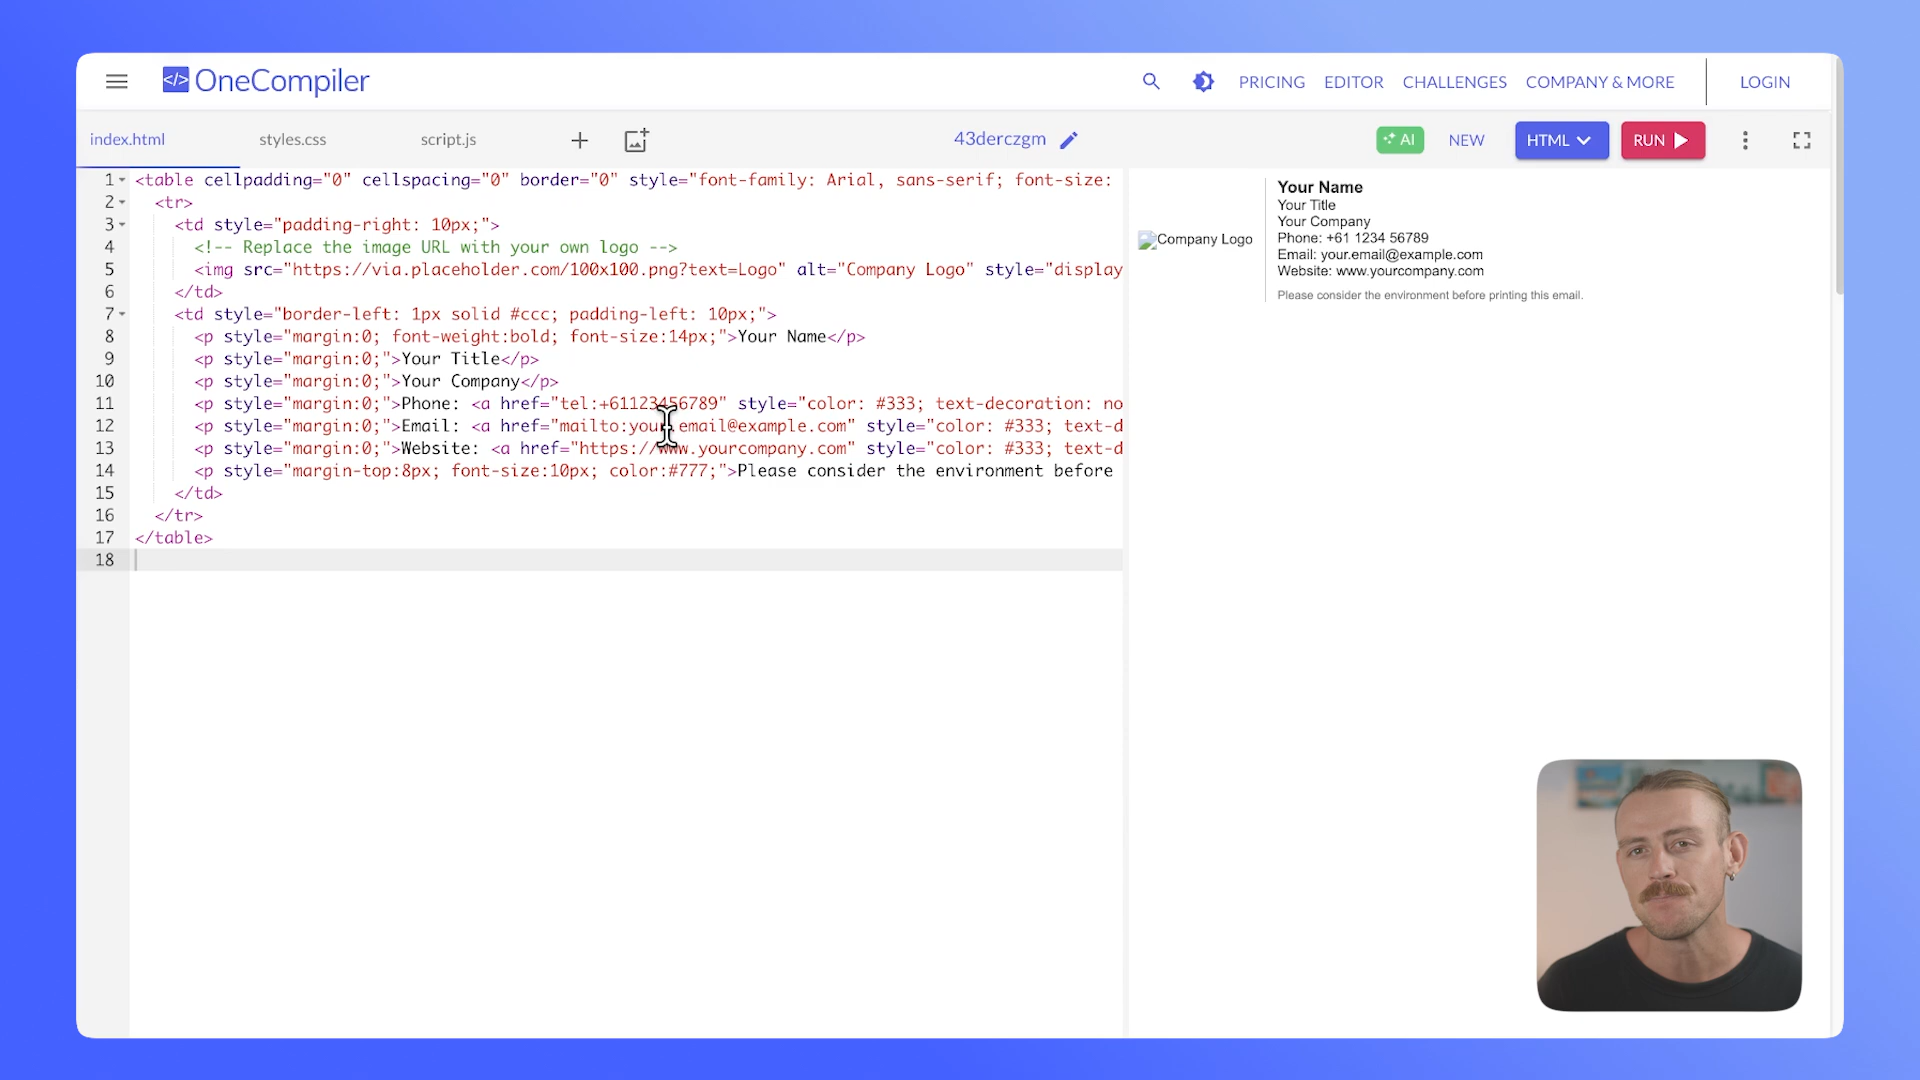 OneCompiler
PRICING
EDITOR
CHALLENGES
COMPANY & MORE
LOGIN
index.html
styles.css
script.js
43derczgm
AI
NEW
HTML
RUN
1 <table cellpadding="0" cellspacing="0" border="0" style="font-family: Arial, sans-serif; font-size:
2 <tr>
3 <td style="padding-right: 10px;">
4 <!-- Replace the image URL with your own logo -->
5 <img src="https://via.placeholder.com/100x100.png?text=Logo" alt="Company Logo" style="display
6 </td>
7 <td style="border-left: 1px solid #ccc; padding-left: 10px;">
8 <p style="margin:0; font-weight:bold; font-size:14px;">Your Name</p>
9 <p style="margin:0;">Your Title</p>
10 <p style="margin:0;">Your Company</p>
11 <p style="margin:0;">Phone: <a href="tel:+61123456789" style="color: #333; text-decoration: no
12 <p style="margin:0;">Email: <a href="mailto:your.email@example.com" style="color: #333; text-d
13 <p style="margin:0;">Website: <a href="https://www.yourcompany.com" style="color: #333; text-d
14 <p style="margin-top:8px; font-size:10px; color:#777;">Please consider the environment before
15 </td>
16 </tr>
17 </table>
18
Company Logo
Your Name
Your Title
Your Company
Phone: +61 1234 56789
Email: your.email@example.com
Website: www.yourcompany.com
Please consider the environment before printing this email.